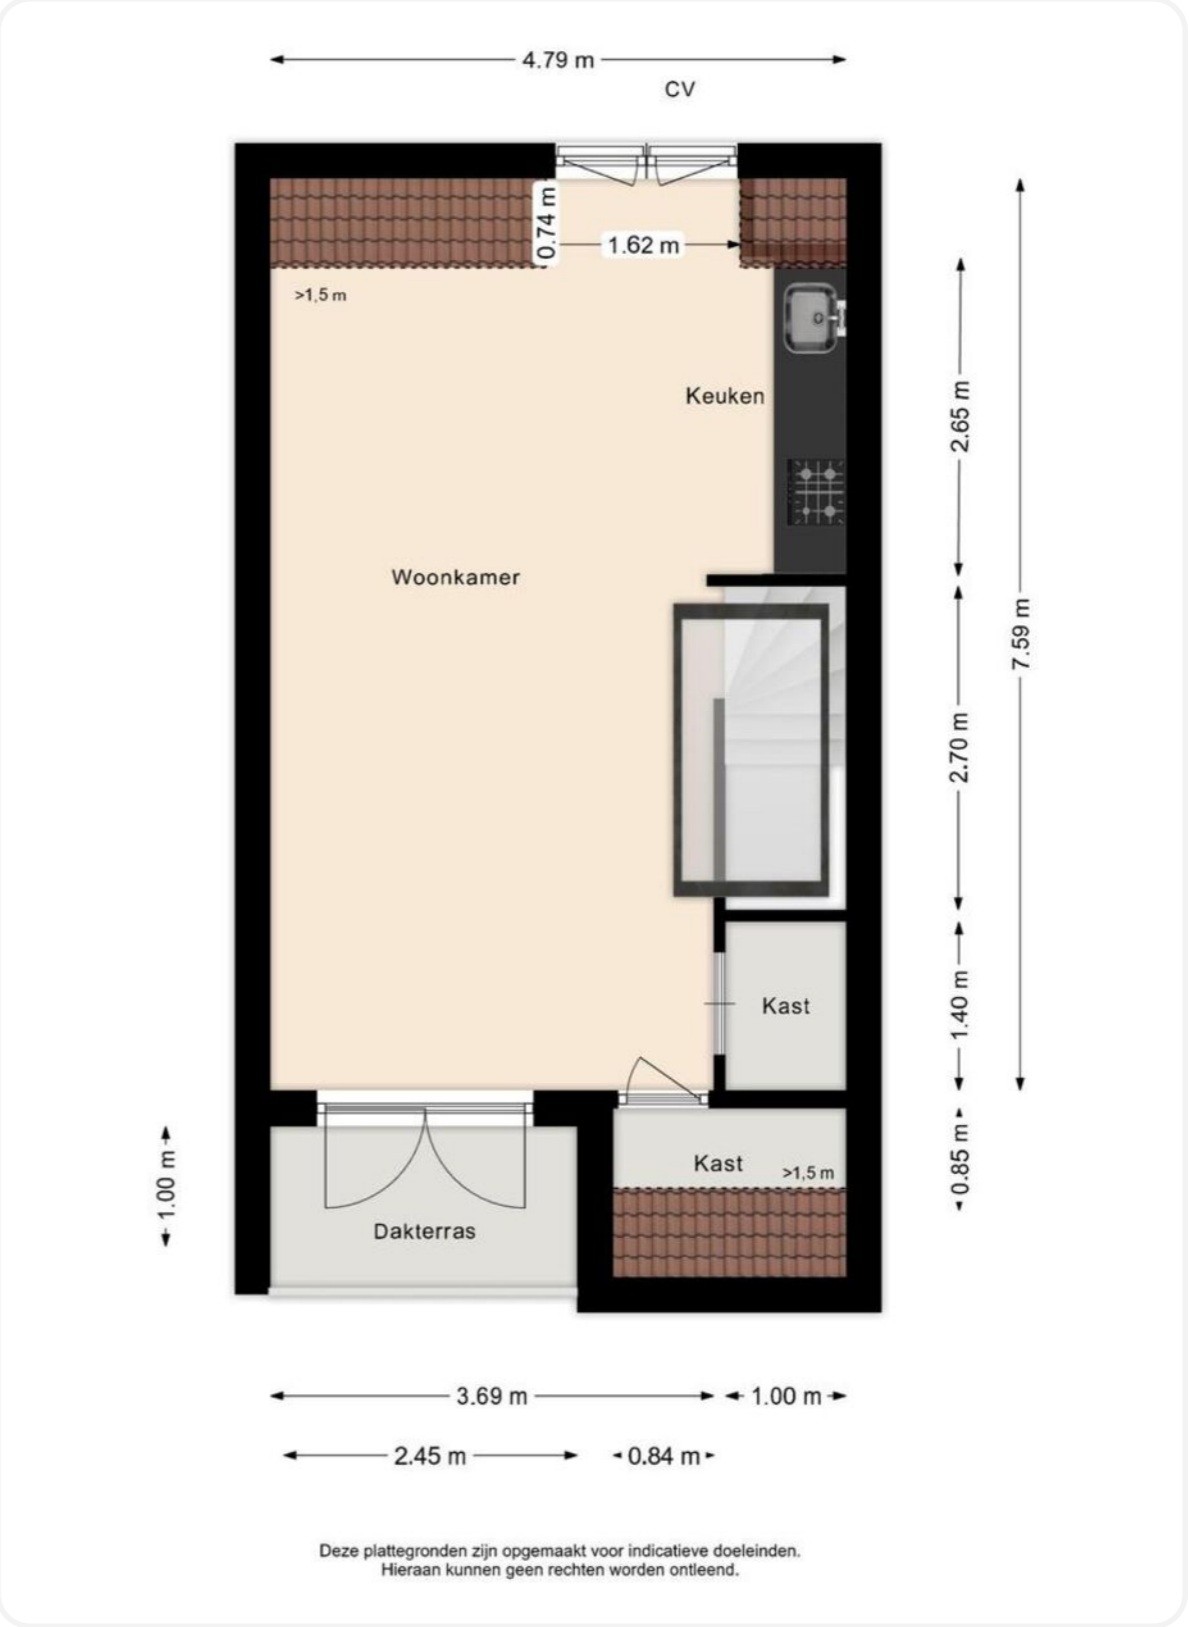 4.79 m
CV
0.74 m
1.62 m
>1,5 m
Keuken
2.65 m
Woonkamer
7.59 m
2.70 m
Kast
1.40 m
Kast
>1,5 m
0.85 m
1.00 m
Dakterras
3.69 m
1.00 m
2.45 m
0.84 m
Deze plattegronden zijn opgemaakt voor indicatieve doeleinden.
Hieraan kunnen geen rechten worden ontleend.